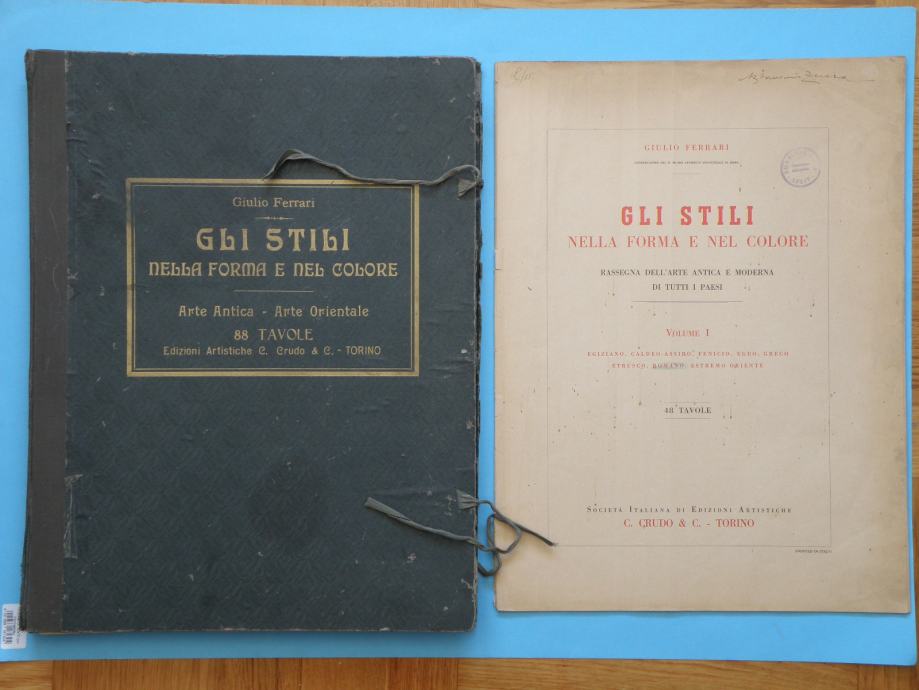 Giulio Ferrari
GLI STILI
NELLA FORMA E NEL COLORE
Arte Antica - Arte Orientale
88 TAVOLE
Edizioni Artistiche C. Crudo & C. - TORINO
GIULIO FERRARI
GLI STILI
NELLA FORMA E NEL COLORE
RASSEGNA DELL'ARTE ANTICA E MODERNA
DI TUTTI I PAESI
VOLUME I
EGIZIANO, CALDEO-ASSIRO, FENICIO, EBEO, GRECO
ETRUSCO, ROMANO, ESTREMO ORIENTE
48 TAVOLE
SOCIETÀ ITALIANA DI EDIZIONI ARTISTICHE
C. CRUDO & C. - TORINO